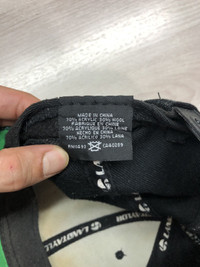 MADE IN CHINA
70% ACRYLIC 30% WOOL
FABRIQUE EN CHINE
70% ACRYLIQUE 30% LAINE
HECHO EN CHINA
70% ACRILICO 30% LANA
LANDTAYLOR